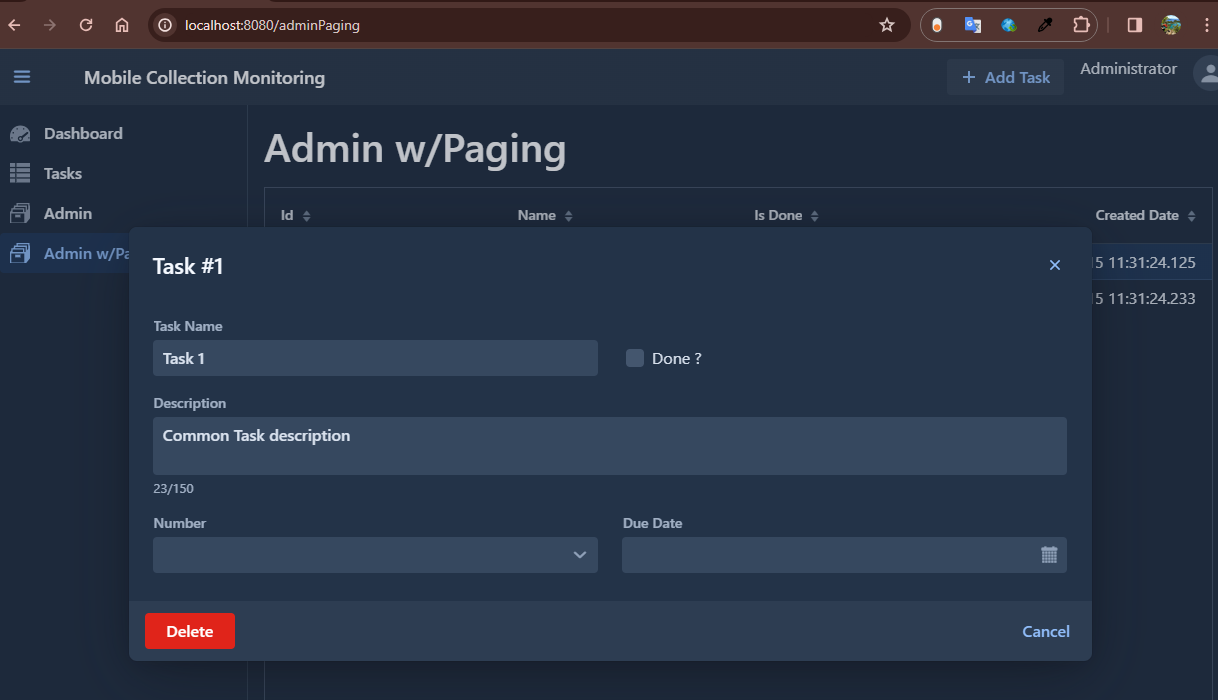 localhost:8080/adminPaging
Mobile Collection Monitoring
+ Add Task
Administrator
Dashboard
Tasks
Admin
Admin w/Pa
Admin w/Paging
Id
Name
Is Done
Created Date
15 11:31:24.125
15 11:31:24.233
Task #1
Task Name
Task 1
Done ?
Description
Common Task description
23/150
Number
Due Date
Delete
Cancel